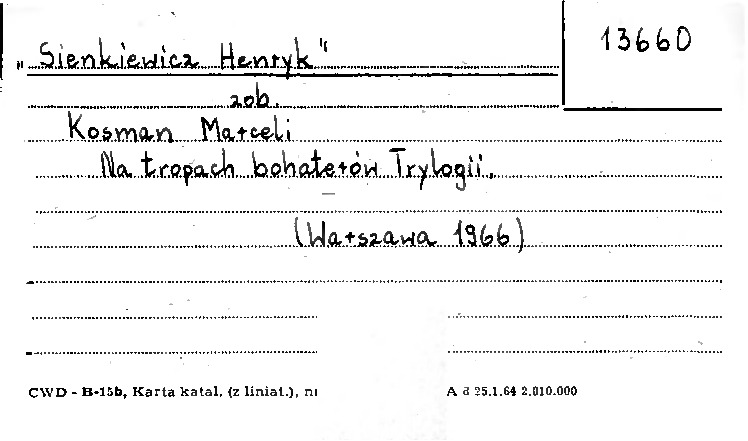 13660
„Sienkiewicz Henryk"
zob.
Kosman Marceli
Na tropach bohaterów Trylogii.
(Warszawa 1966)
CWD - B-15b, Karta katal. (z liniat.), nı A d 25.1.64 2.010.000